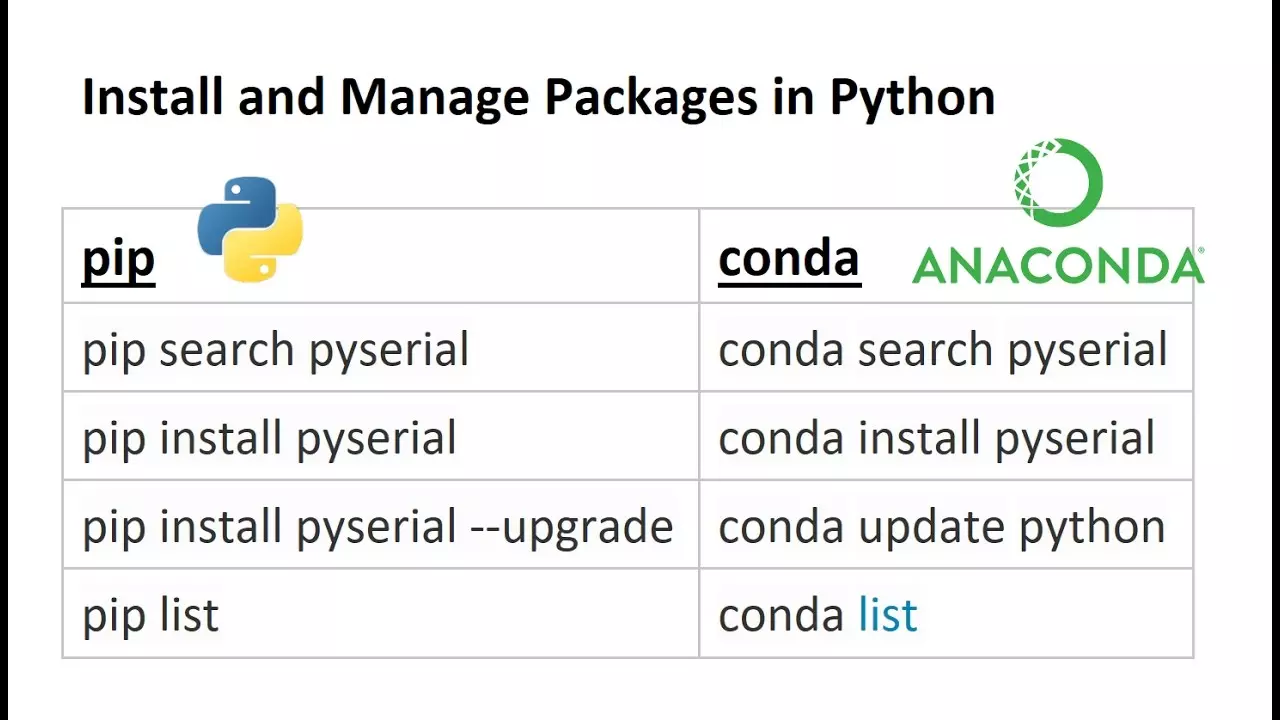 Install and Manage Packages in Python
pip
conda
ANACONDA®
pip search pyserial
conda search pyserial
pip install pyserial
conda install pyserial
pip install pyserial --upgrade
conda update python
pip list
conda list